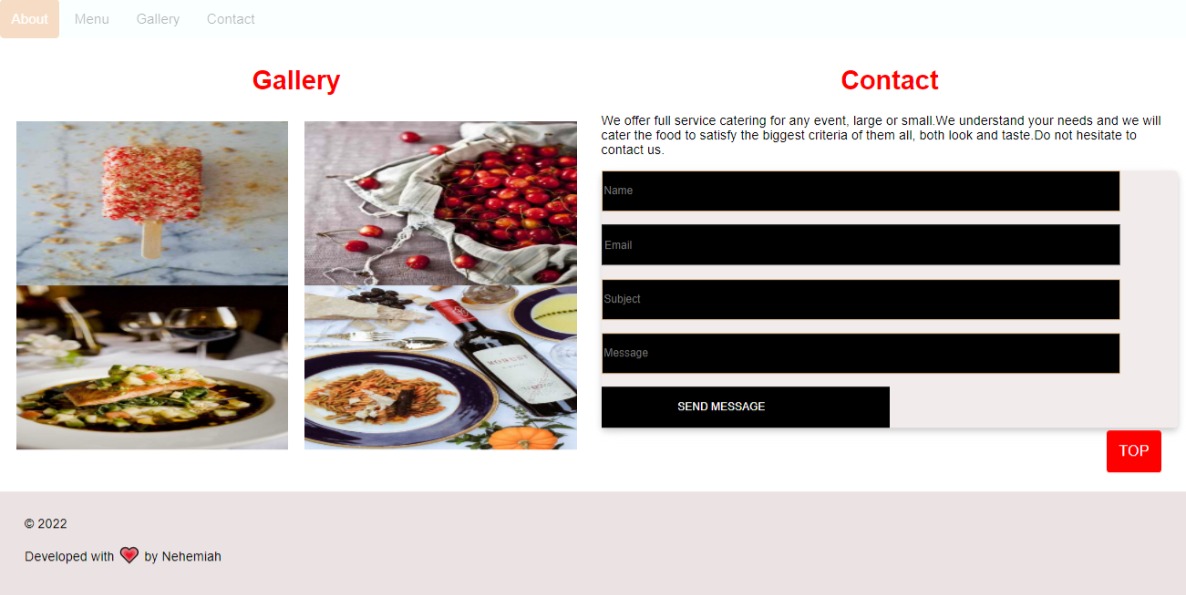 About Menu Gallery Contact
Gallery
Contact
We offer full service catering for any event, large or small.We understand your needs and we will
cater the food to satisfy the biggest criteria of them all, both look and taste.Do not hesitate to
contact us.
Name
Email
Subject
Message
SEND MESSAGE
TOP
© 2022
Developed with ❤ by Nehemiah